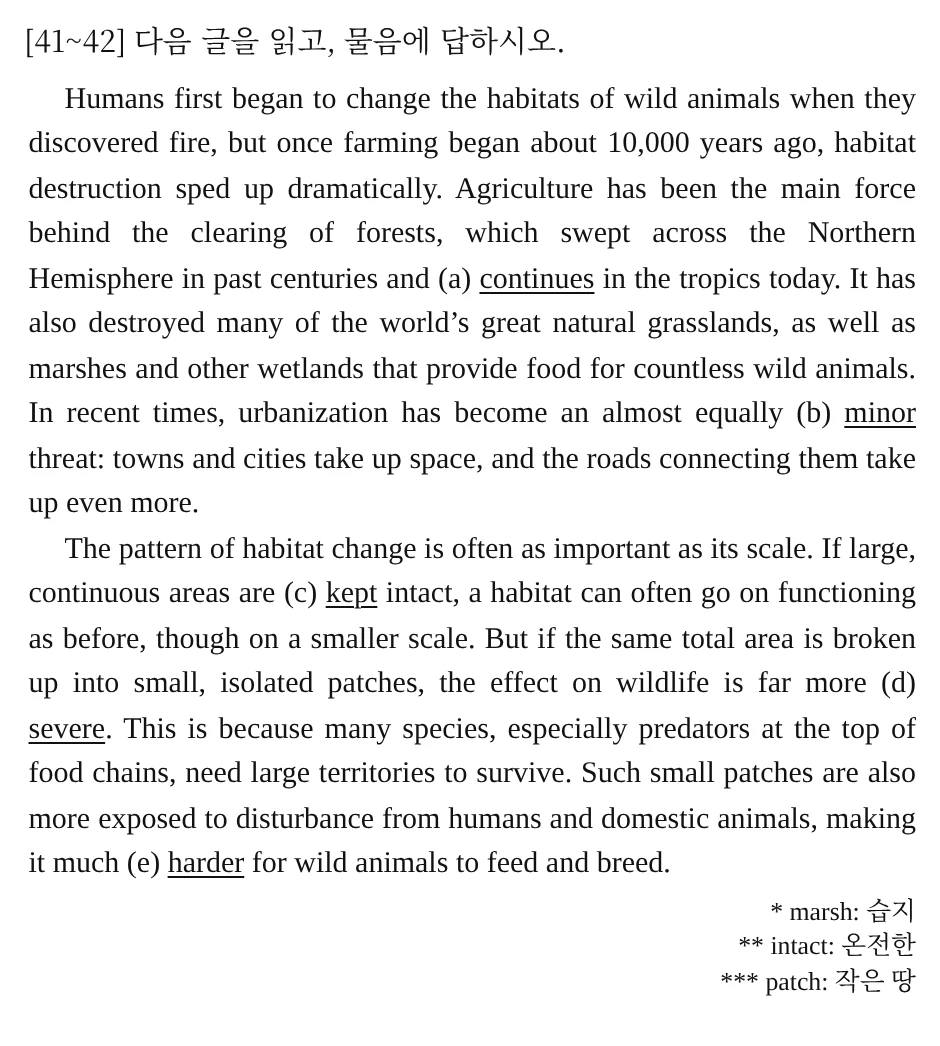 [41~42] 다음 글을 읽고, 물음에 답하시오.
Humans first began to change the habitats of wild animals when they
discovered fire, but once farming began about 10,000 years ago, habitat
destruction sped up dramatically. Agriculture has been the main force
behind the clearing of forests, which swept across the Northern
Hemisphere in past centuries and (a) continues in the tropics today. It has
also destroyed many of the world’s great natural grasslands, as well as
marshes and other wetlands that provide food for countless wild animals.
In recent times, urbanization has become an almost equally (b) minor
threat: towns and cities take up space, and the roads connecting them take
up even more.
The pattern of habitat change is often as important as its scale. If large,
continuous areas are (c) kept intact, a habitat can often go on functioning
as before, though on a smaller scale. But if the same total area is broken
up into small, isolated patches, the effect on wildlife is far more (d)
severe. This is because many species, especially predators at the top of
food chains, need large territories to survive. Such small patches are also
more exposed to disturbance from humans and domestic animals, making
it much (e) harder for wild animals to feed and breed.
* marsh: 습지
** intact: 온전한
*** patch: 작은 땅